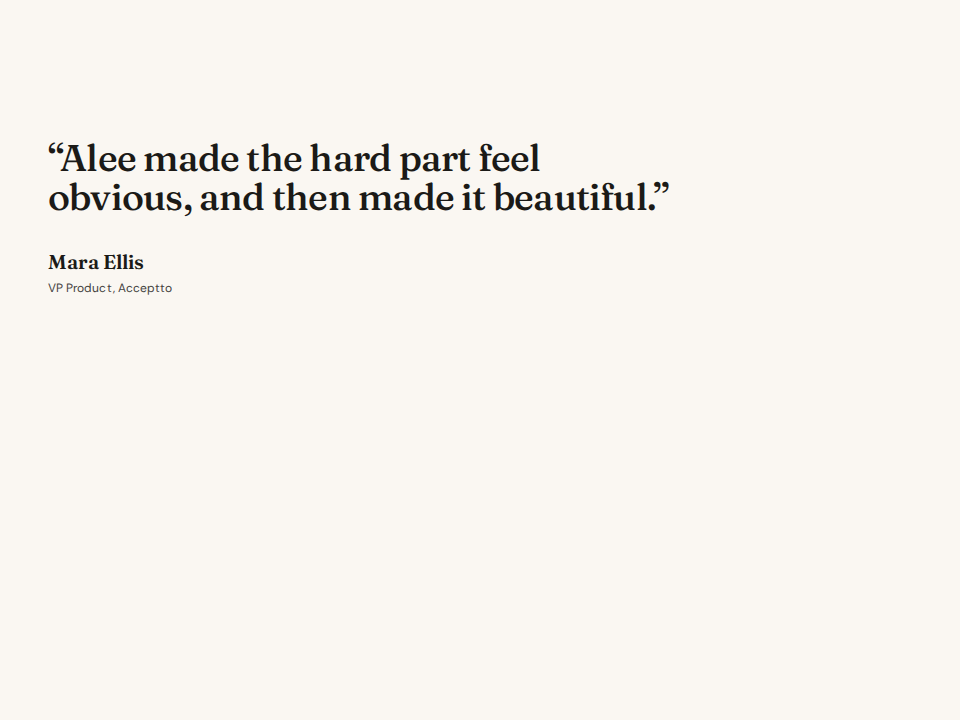 “Alee made the hard part feel
obvious, and then made it beautiful.”
Mara Ellis
VP Product, Acceptto